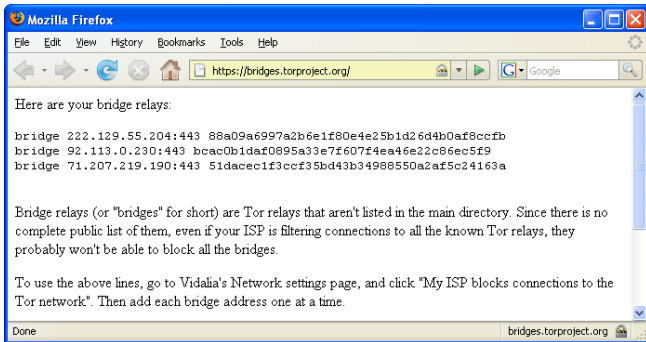 Mozilla Firefox
File Edit View History Bookmarks Tools Help
https://bridges.torproject.org/
G Google
Here are your bridge relays:
bridge 222.129.55.204:443 88a09a6997a2b6e1f80e4e25b1d26d4b0af8ccfb
bridge 92.113.0.230:443 bcac0b1daf0895a33e7f607f4ea46e22c86ec5f9
bridge 71.207.219.190:443 51dacec1f3ccf35bd43b34988550a2af5c24163a
Bridge relays (or "bridges" for short) are Tor relays that aren't listed in the main directory. Since there is no
complete public list of them, even if your ISP is filtering connections to all the known Tor relays, they
probably won't be able to block all the bridges.
To use the above lines, go to Vidalia's Network settings page, and click "My ISP blocks connections to the
Tor network". Then add each bridge address one at a time.
Done bridges.torproject.org